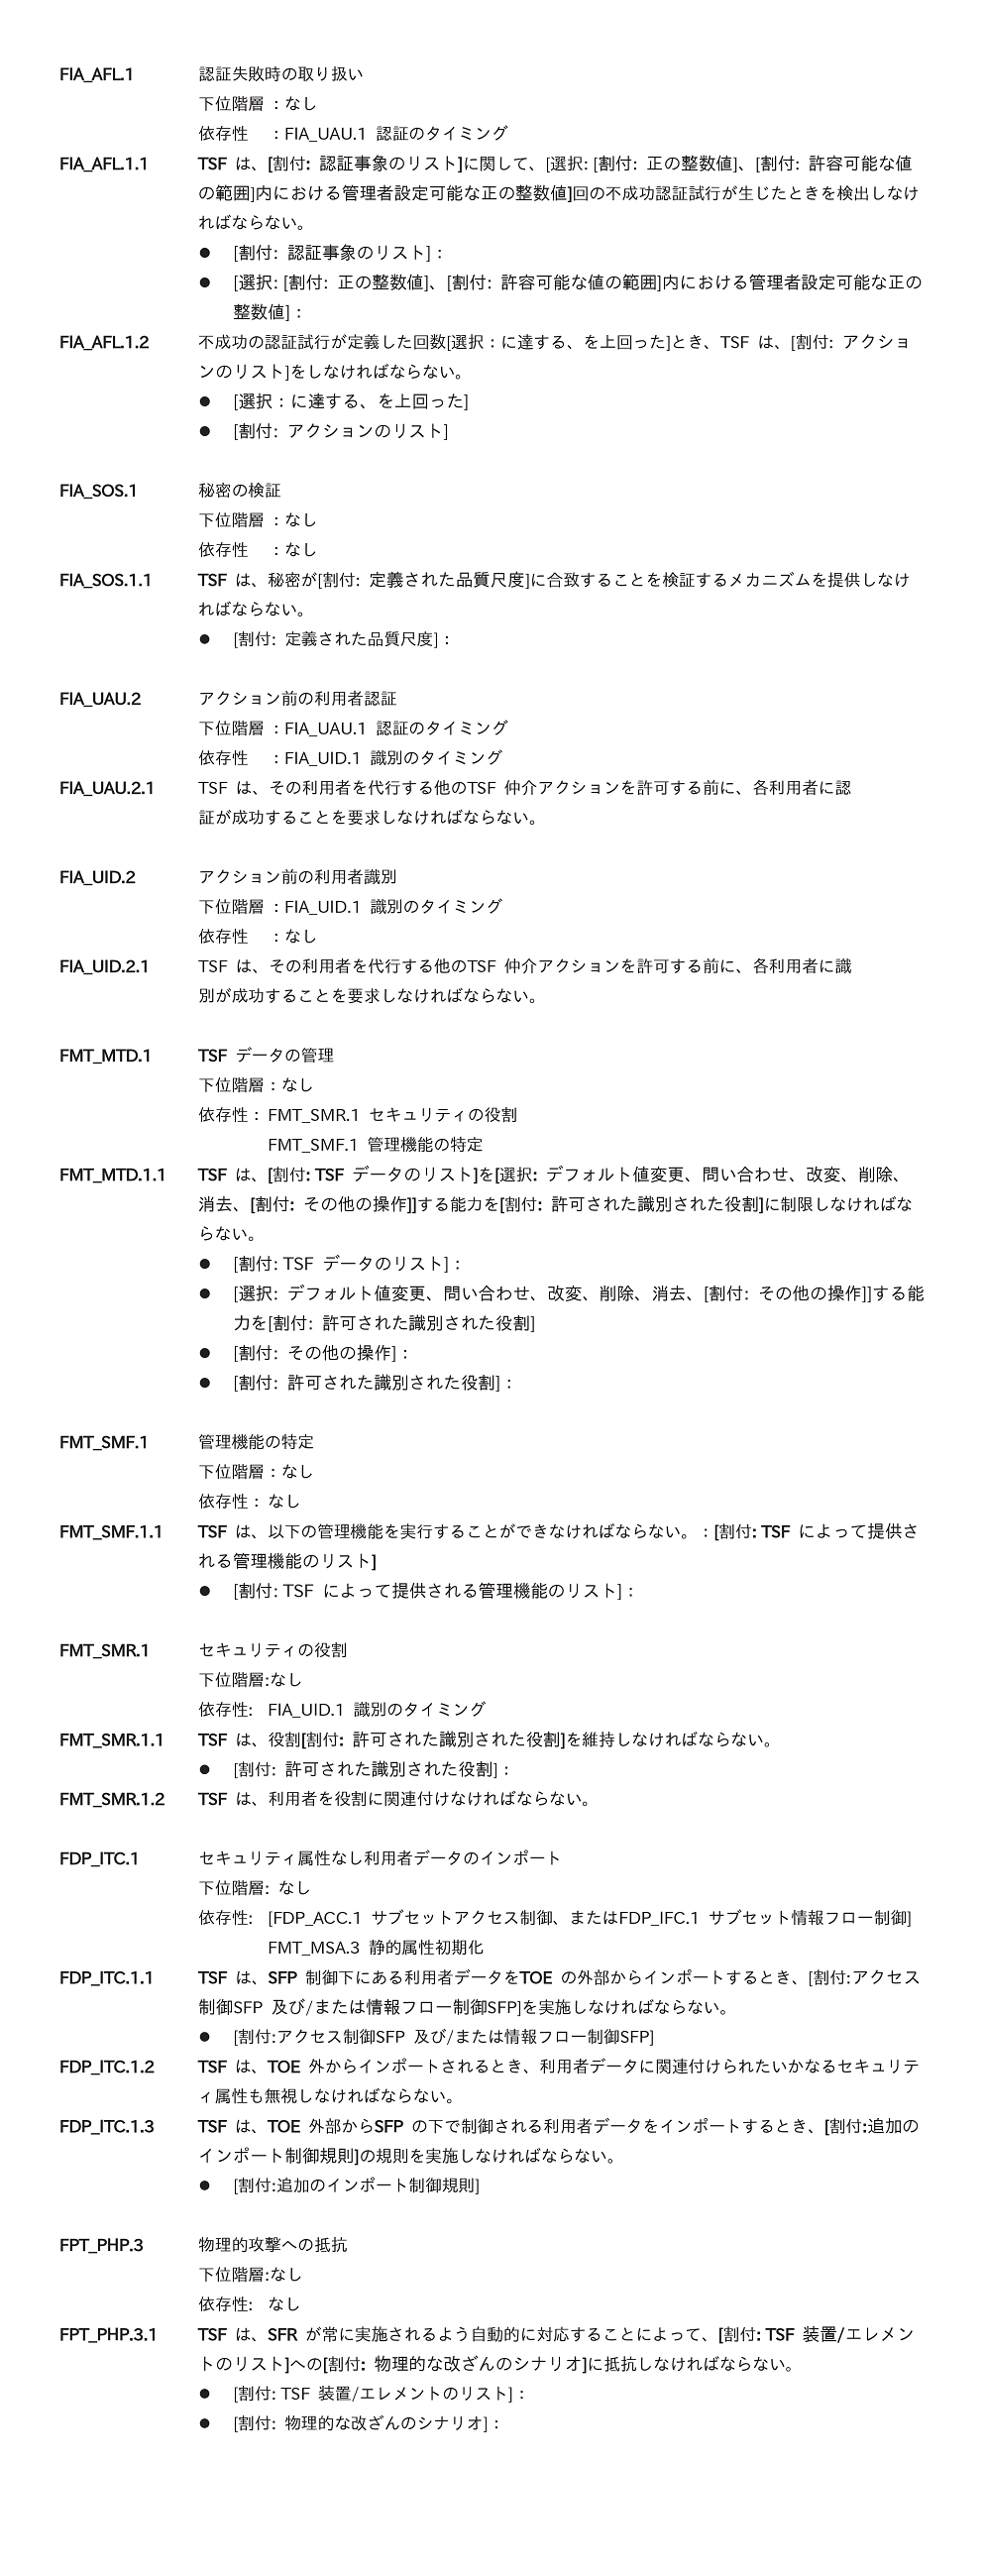 FIA_AFL.1 認証失敗時の取り扱い
下位階層 : なし
依存性 : FIA_UAU.1 認証のタイミング
FIA_AFL.1.1 TSF は、[割付: 認証事象のリスト]に関して、[選択: [割付: 正の整数値]、[割付: 許容可能な値
の範囲]内における管理者設定可能な正の整数値]回の不成功認証試行が生じたときを検出しなけ
ればならない。
● [割付: 認証事象のリスト] :
● [選択: [割付: 正の整数値]、[割付: 許容可能な値の範囲]内における管理者設定可能な正の
整数値] :
FIA_AFL.1.2 不成功の認証試行が定義した回数[選択 : に達する、を上回った]とき、TSF は、[割付: アクショ
ンのリスト]をしなければならない。
● [選択 : に達する、を上回った]
● [割付: アクションのリスト]
FIA_SOS.1 秘密の検証
下位階層 : なし
依存性 : なし
FIA_SOS.1.1 TSF は、秘密が[割付: 定義された品質尺度]に合致することを検証するメカニズムを提供しなけ
ればならない。
● [割付: 定義された品質尺度] :
FIA_UAU.2 アクション前の利用者認証
下位階層 : FIA_UAU.1 認証のタイミング
依存性 : FIA_UID.1 識別のタイミング
FIA_UAU.2.1 TSF は、その利用者を代行する他のTSF 仲介アクションを許可する前に、各利用者に認
証が成功することを要求しなければならない。
FIA_UID.2 アクション前の利用者識別
下位階層 : FIA_UID.1 識別のタイミング
依存性 : なし
FIA_UID.2.1 TSF は、その利用者を代行する他のTSF 仲介アクションを許可する前に、各利用者に識
別が成功することを要求しなければならない。
FMT_MTD.1 TSF データの管理
下位階層 : なし
依存性 : FMT_SMR.1 セキュリティの役割
FMT_SMF.1 管理機能の特定
FMT_MTD.1.1 TSF は、[割付: TSF データのリスト]を[選択: デフォルト値変更、問い合わせ、改変、削除、
消去、[割付: その他の操作]]する能力を[割付: 許可された識別された役割]に制限しなければな
らない。
● [割付: TSF データのリスト] :
● [選択: デフォルト値変更、問い合わせ、改変、削除、消去、[割付: その他の操作]]する能
力を[割付: 許可された識別された役割]
● [割付: その他の操作] :
● [割付: 許可された識別された役割] :
FMT_SMF.1 管理機能の特定
下位階層 : なし
依存性 : なし
FMT_SMF.1.1 TSF は、以下の管理機能を実行することができなければならない。 : [割付: TSF によって提供さ
れる管理機能のリスト]
● [割付: TSF によって提供される管理機能のリスト] :
FMT_SMR.1 セキュリティの役割
下位階層:なし
依存性: FIA_UID.1 識別のタイミング
FMT_SMR.1.1 TSF は、役割[割付: 許可された識別された役割]を維持しなければならない。
● [割付: 許可された識別された役割] :
FMT_SMR.1.2 TSF は、利用者を役割に関連付けなければならない。
FDP_ITC.1 セキュリティ属性なし利用者データのインポート
下位階層: なし
依存性: [FDP_ACC.1 サブセットアクセス制御、またはFDP_IFC.1 サブセット情報フロー制御]
FMT_MSA.3 静的属性初期化
FDP_ITC.1.1 TSF は、SFP 制御下にある利用者データをTOE の外部からインポートするとき、[割付:アクセス
制御SFP 及び/または情報フロー制御SFP]を実施しなければならない。
● [割付:アクセス制御SFP 及び/または情報フロー制御SFP]
FDP_ITC.1.2 TSF は、TOE 外からインポートされるとき、利用者データに関連付けられたいかなるセキュリテ
ィ属性も無視しなければならない。
FDP_ITC.1.3 TSF は、TOE 外部からSFP の下で制御される利用者データをインポートするとき、[割付:追加の
インポート制御規則]の規則を実施しなければならない。
● [割付:追加のインポート制御規則]
FPT_PHP.3 物理的攻撃への抵抗
下位階層:なし
依存性: なし
FPT_PHP.3.1 TSF は、SFR が常に実施されるよう自動的に対応することによって、[割付: TSF 装置/エレメン
トのリスト]への[割付: 物理的な改ざんのシナリオ]に抵抗しなければならない。
● [割付: TSF 装置/エレメントのリスト] :
● [割付: 物理的な改ざんのシナリオ] :